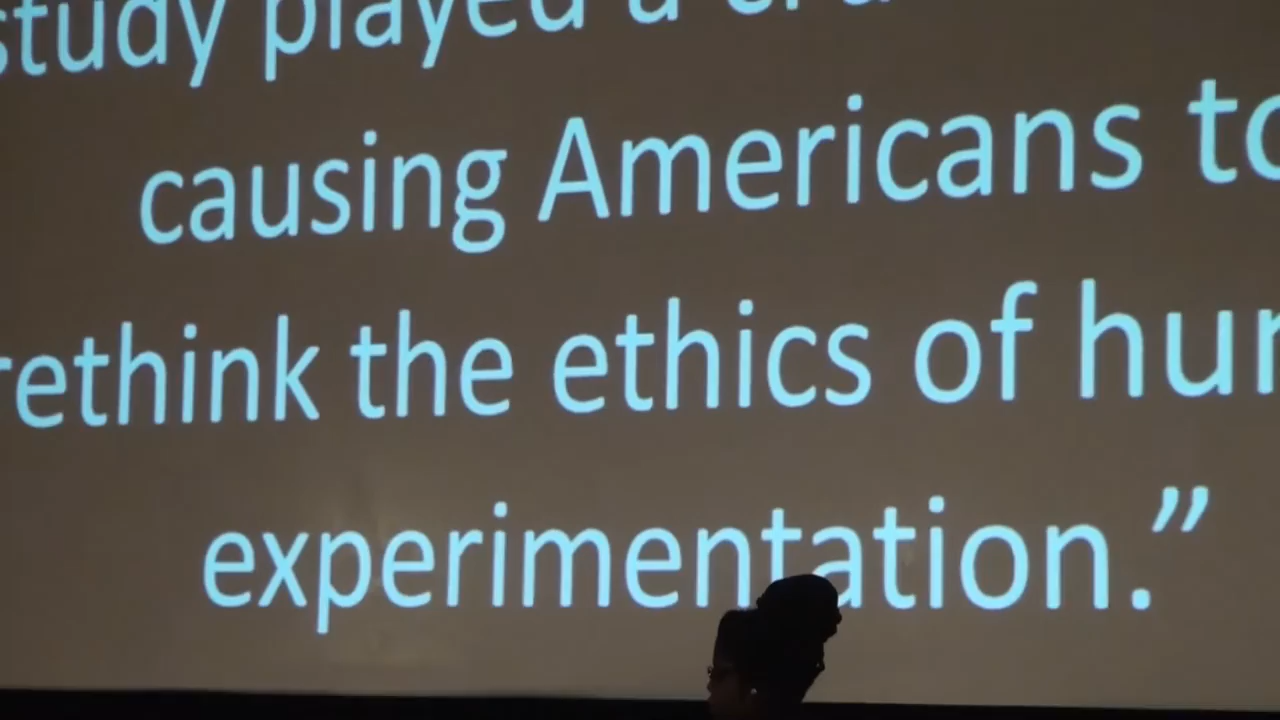 study played a
causing Americans to
rethink the ethics of
experimentation.”